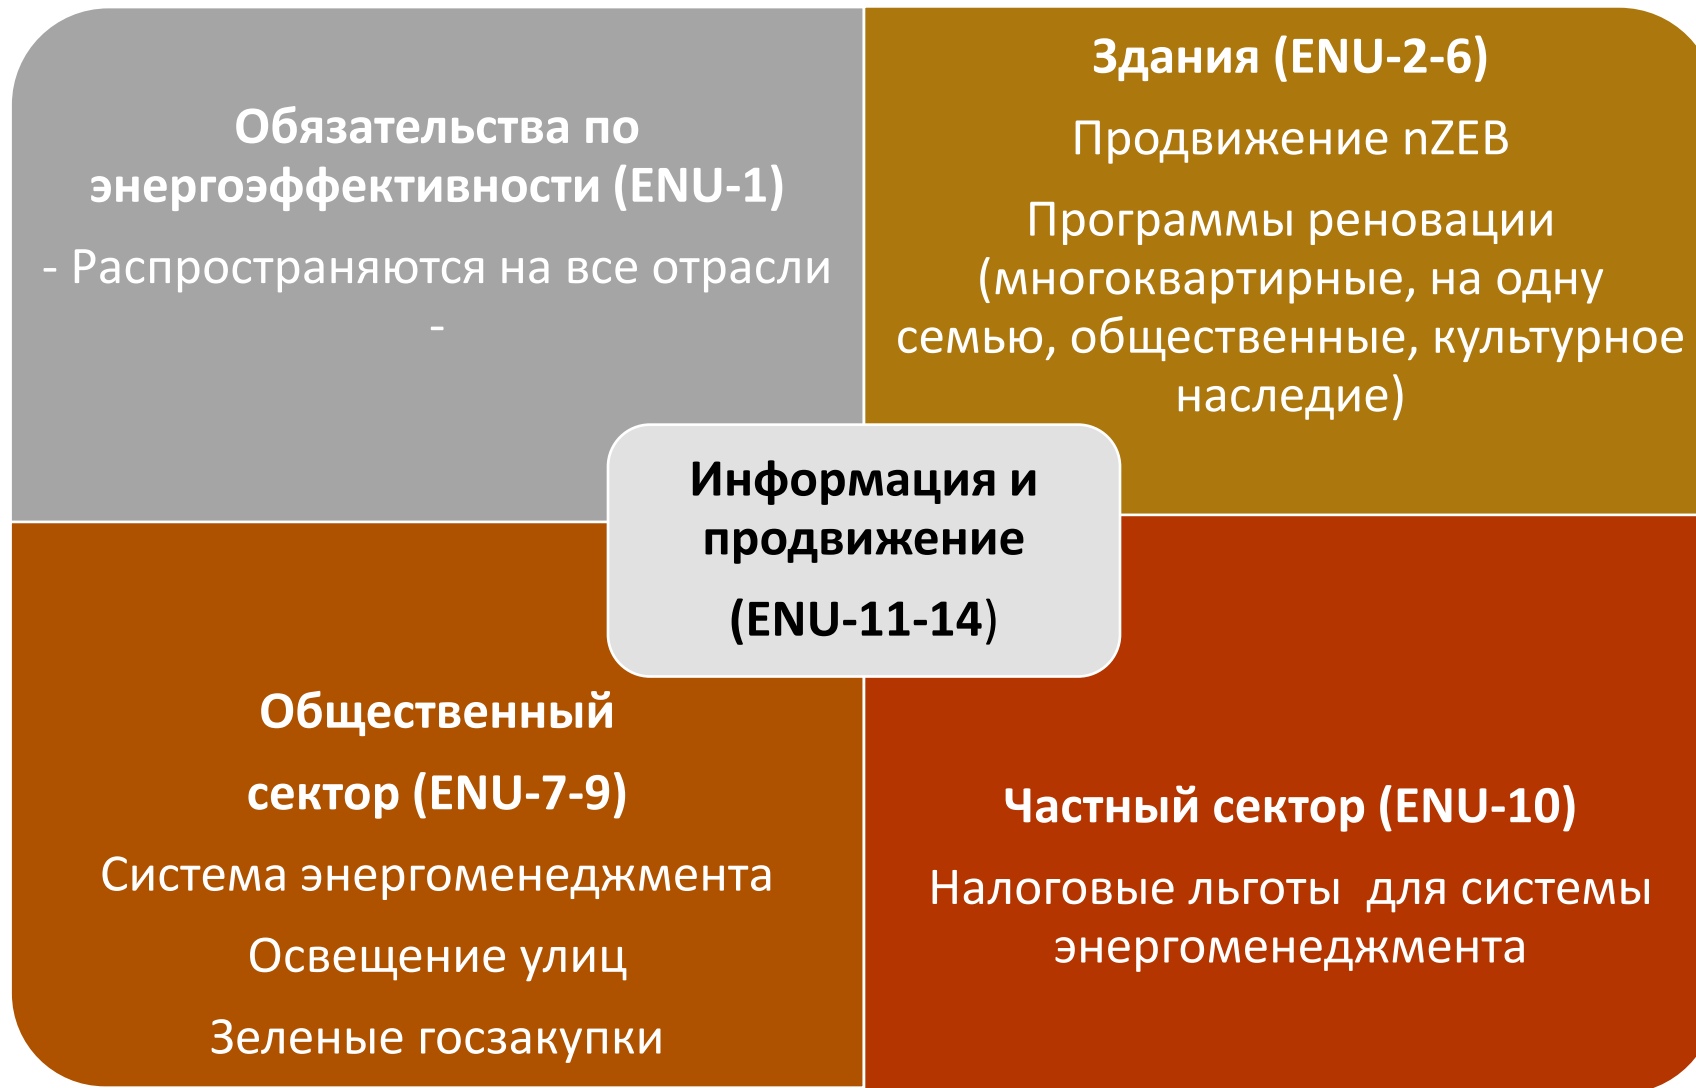 Обязательства по
энергоэффективности (ENU-1)
- Распространяются на все отрасли
-
Здания (ENU-2-6)
Продвижение nZEB
Программы реновации
(многоквартирные, на одну
семью, общественные, культурное
наследие)
Информация и
продвижение
(ENU-11-14)
Общественный
сектор (ENU-7-9)
Система энергоменеджмента
Освещение улиц
Зеленые госзакупки
Частный сектор (ENU-10)
Налоговые льготы  для системы
энергоменеджмента